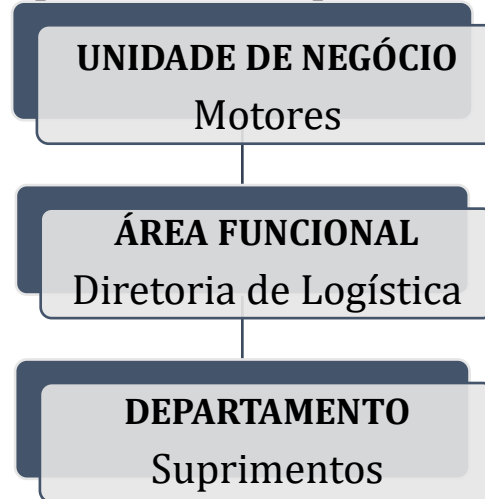 UNIDADE DE NEGÓCIO
Motores
ÁREA FUNCIONAL
Diretoria de Logística
DEPARTAMENTO
Suprimentos